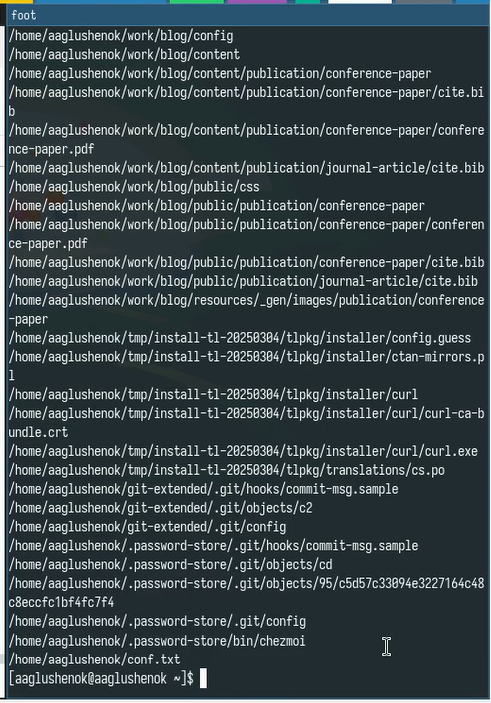 foot
/home/aaglushenok/work/blog/config
/home/aaglushenok/work/blog/content
/home/aaglushenok/work/blog/content/publication/conference-paper
/home/aaglushenok/work/blog/content/publication/conference-paper/cite.bi
b
/home/aaglushenok/work/blog/content/publication/conference-paper/confere
nce-paper.pdf
/home/aaglushenok/work/blog/content/publication/journal-article/cite.bib
/home/aaglushenok/work/blog/public/css
/home/aaglushenok/work/blog/public/publication/conference-paper
/home/aaglushenok/work/blog/public/publication/conference-paper/conferen
ce-paper.pdf
/home/aaglushenok/work/blog/public/publication/conference-paper/cite.bib
/home/aaglushenok/work/blog/public/publication/journal-article/cite.bib
/home/aaglushenok/work/blog/resources/_gen/images/publication/conference
-paper
/home/aaglushenok/tmp/install-tl-20250304/tlpkg/installer/config.guess
/home/aaglushenok/tmp/install-tl-20250304/tlpkg/installer/ctan-mirrors.p
l
/home/aaglushenok/tmp/install-tl-20250304/tlpkg/installer/curl
/home/aaglushenok/tmp/install-tl-20250304/tlpkg/installer/curl/curl-ca-b
undle.crt
/home/aaglushenok/tmp/install-tl-20250304/tlpkg/installer/curl/curl.exe
/home/aaglushenok/tmp/install-tl-20250304/tlpkg/translations/cs.po
/home/aaglushenok/git-extended/.git/hooks/commit-msg.sample
/home/aaglushenok/git-extended/.git/objects/c2
/home/aaglushenok/git-extended/.git/config
/home/aaglushenok/.password-store/.git/hooks/commit-msg.sample
/home/aaglushenok/.password-store/.git/objects/cd
/home/aaglushenok/.password-store/.git/objects/95/c5d57c33094e3227164c48
c8eccfc1bf4fc7f4
/home/aaglushenok/.password-store/.git/config
/home/aaglushenok/.password-store/bin/chezmoi
/home/aaglushenok/conf.txt
[aaglushenok@aaglushenok ~]$